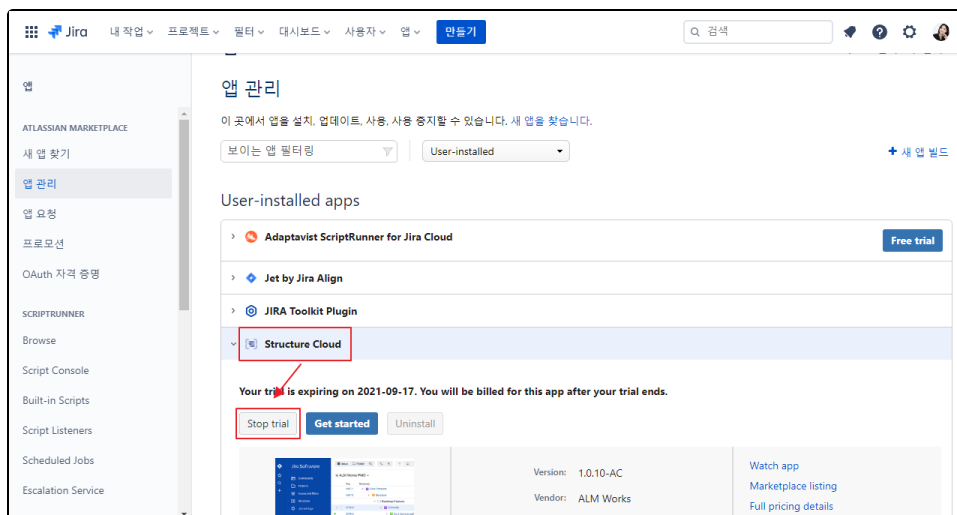 Jira 내 작업 프로젝트 필터 대시보드 사용자 앱 만들기 검색
앱
ATLASSIAN MARKETPLACE
새 앱 찾기
앱 관리
앱 요청
프로모션
OAuth 자격 증명
SCRIPTRUNNER
Browse
Script Console
Built-in Scripts
Script Listeners
Scheduled Jobs
Escalation Service
앱 관리
이 곳에서 앱을 설치, 업데이트, 사용, 사용 중지할 수 있습니다. 새 앱을 찾습니다.
보이는 앱 필터링 User-installed
+ 새 앱 빌드
User-installed apps
Adaptavist ScriptRunner for Jira Cloud
Free trial
Jet by Jira Align
JIRA Toolkit Plugin
Structure Cloud
Your trial is expiring on 2021-09-17. You will be billed for this app after your trial ends.
Stop trial Get started Uninstall
Jira Software
Version: 1.0.10-AC
Vendor: ALM Works
Watch app
Marketplace listing
Full pricing details